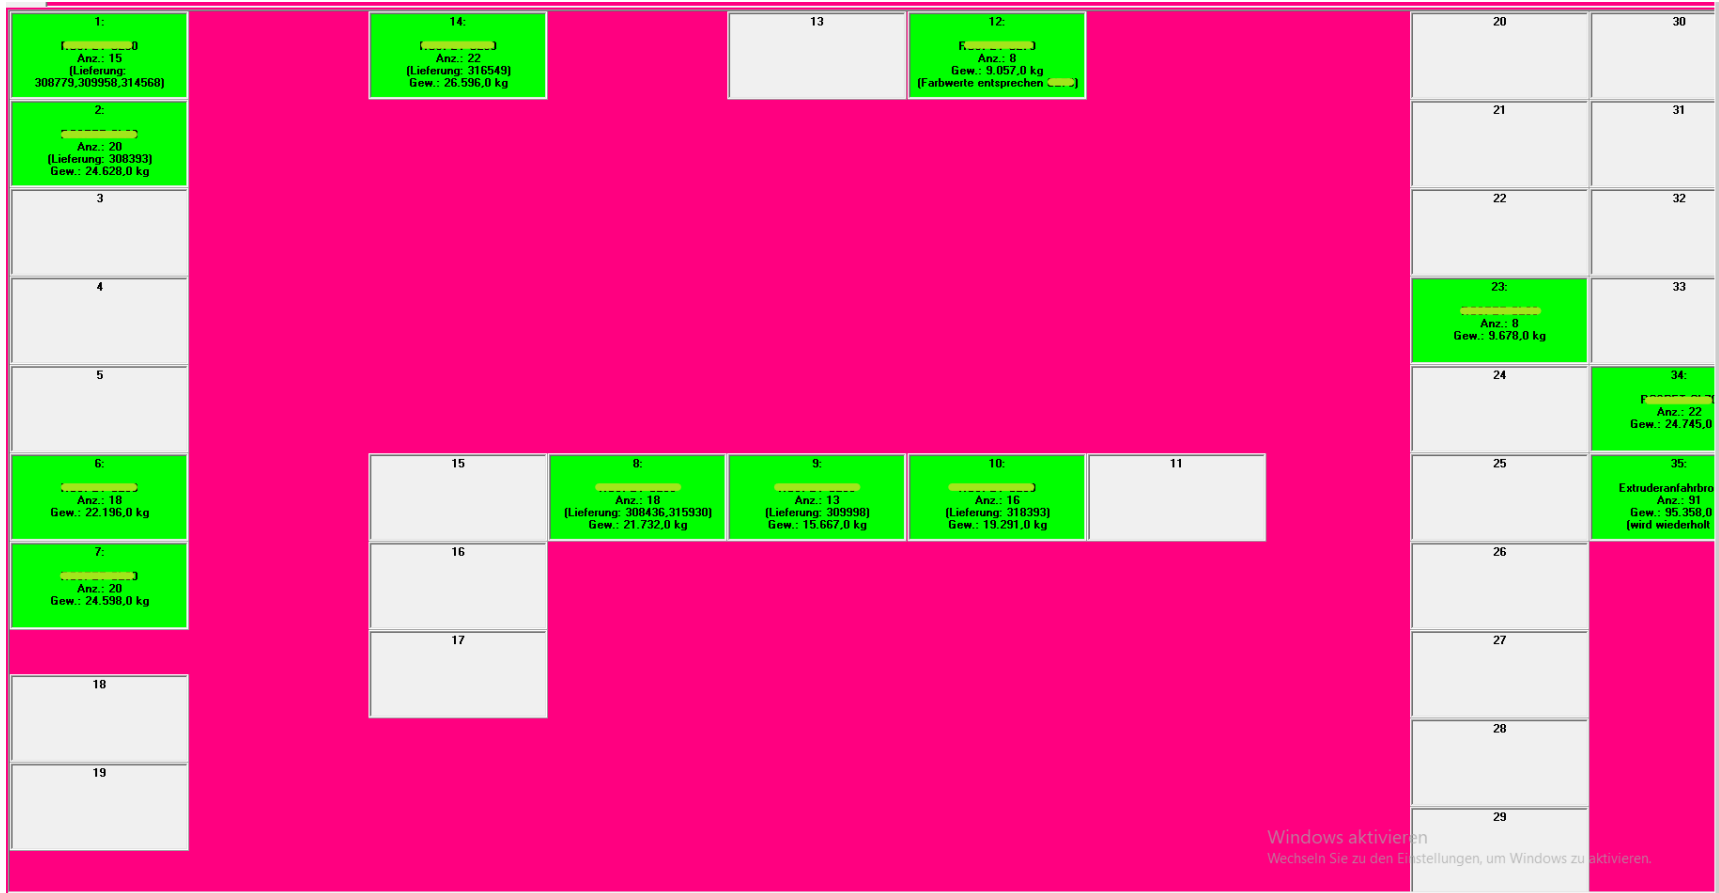 1:
Anz.: 15
(Lieferung:
308779,309958,314568)
14:
Anz.: 22
(Lieferung: 316549)
Gew.: 26.596,0 kg
13
12:
Anz.: 8
Gew.: 9.057,0 kg
(Farbwerte entsprechen
20
30
2:
Anz.: 20
(Lieferung: 308393)
Gew.: 24.628,0 kg
21
31
3
22
32
4
23:
Anz.: 8
Gew.: 9.678,0 kg
33
5
24
34:
Anz.: 22
Gew.: 24.745,0
6:
Anz.: 18
Gew.: 22.196,0 kg
15
8:
Anz.: 18
(Lieferung: 308436,315930)
Gew.: 21.732,0 kg
9:
Anz.: 13
(Lieferung: 309998)
Gew.: 15.667,0 kg
10:
Anz.: 16
(Lieferung: 318393)
Gew.: 19.291,0 kg
11
25
35:
Extruderanfahrbro
Anz.: 91
Gew.: 95.358,0
(wird wiederholt
7:
Anz.: 20
Gew.: 24.598,0 kg
16
26
17
27
18
28
19
29
Windows aktivieren
Wechseln Sie zu den Einstellungen, um Windows zu aktivieren.